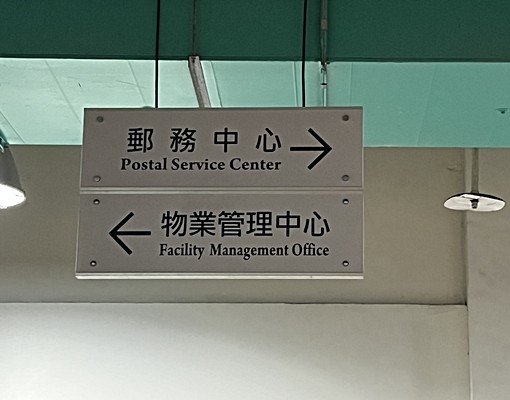 郵務中心 →
Postal Service Center
← 物業管理中心
Facility Management Office